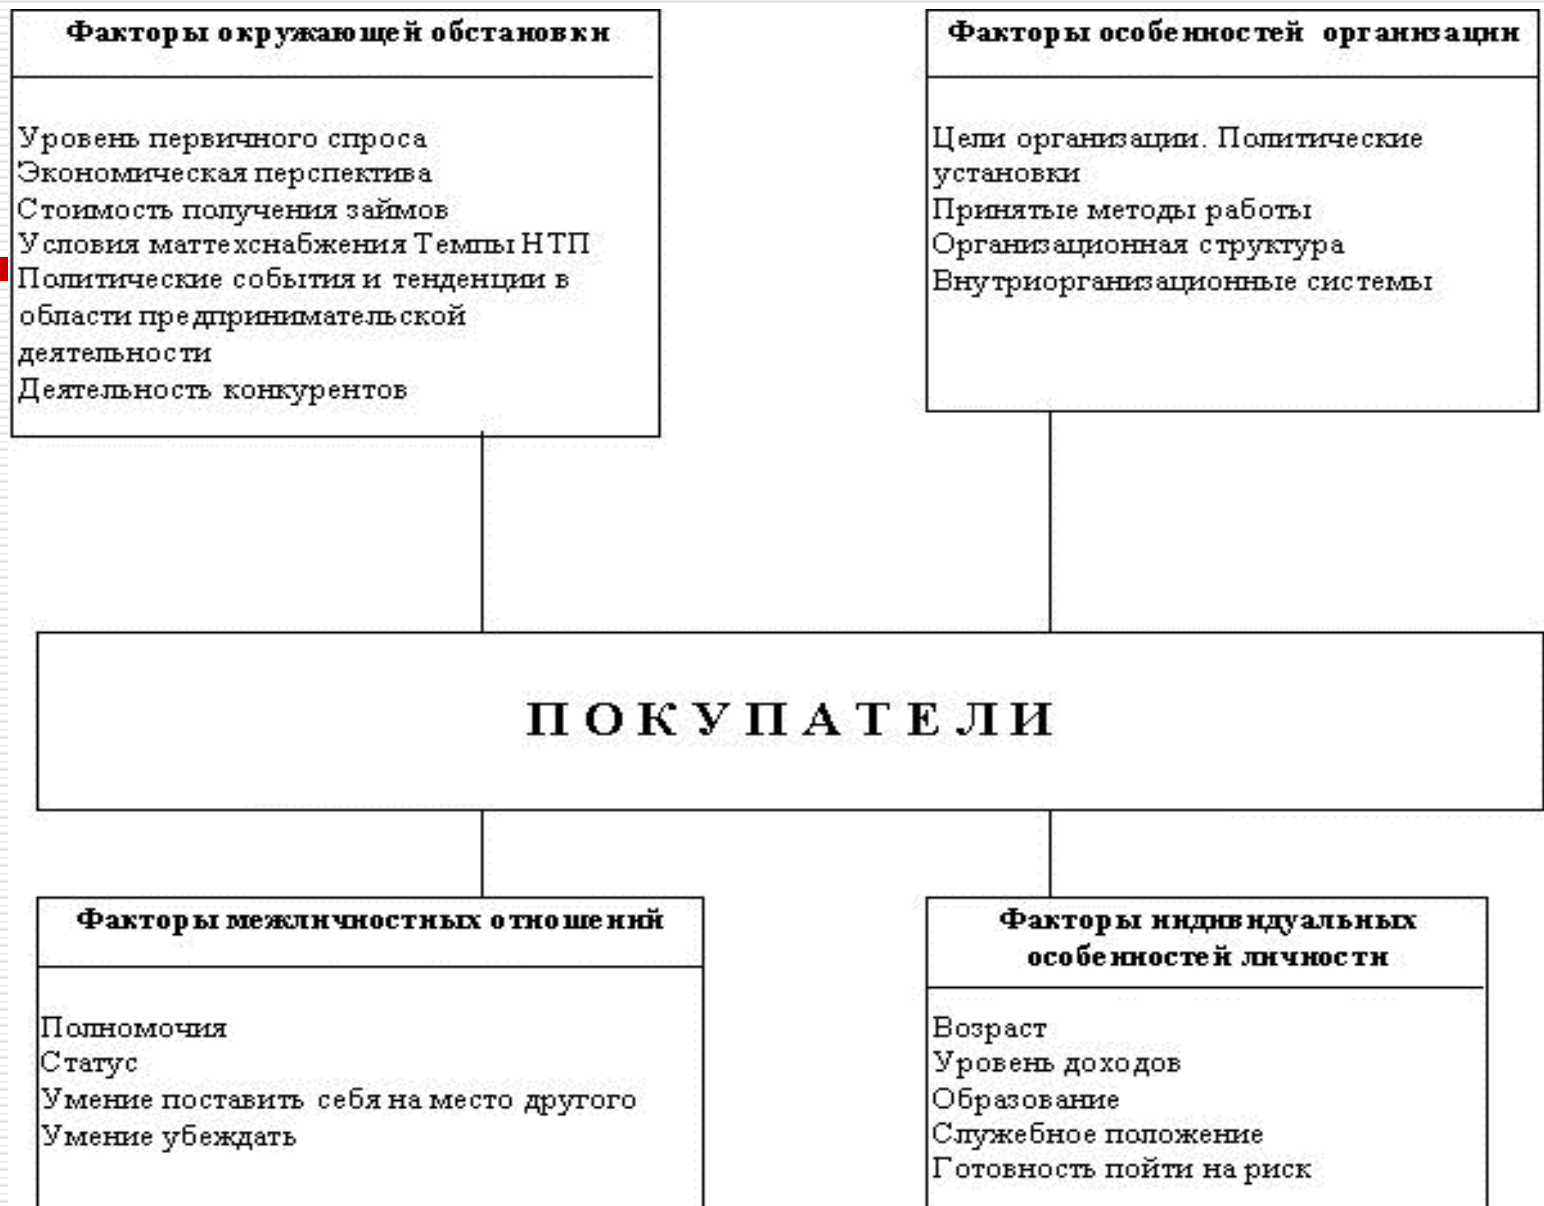 Факторы окружающей обстановки
Уровень первичного спроса
Экономическая перспектива
Стоимость получения займов
Условия маттехснабжения Темпы НТП
Политические события и тенденции в
области предпринимательской
деятельности
Деятельность конкурентов
Факторы особенностей организации
Цели организации. Политические
установки
Принятые методы работы
Организационная структура
Внутриорганизационные системы
ПОКУПАТЕЛИ
Факторы межличностных отношений
Полномочия
Статус
Умение поставить себя на место другого
Умение убеждать
Факторы индивидуальных
особенностей личности
Возраст
Уровень доходов
Образование
Служебное положение
Готовность пойти на риск